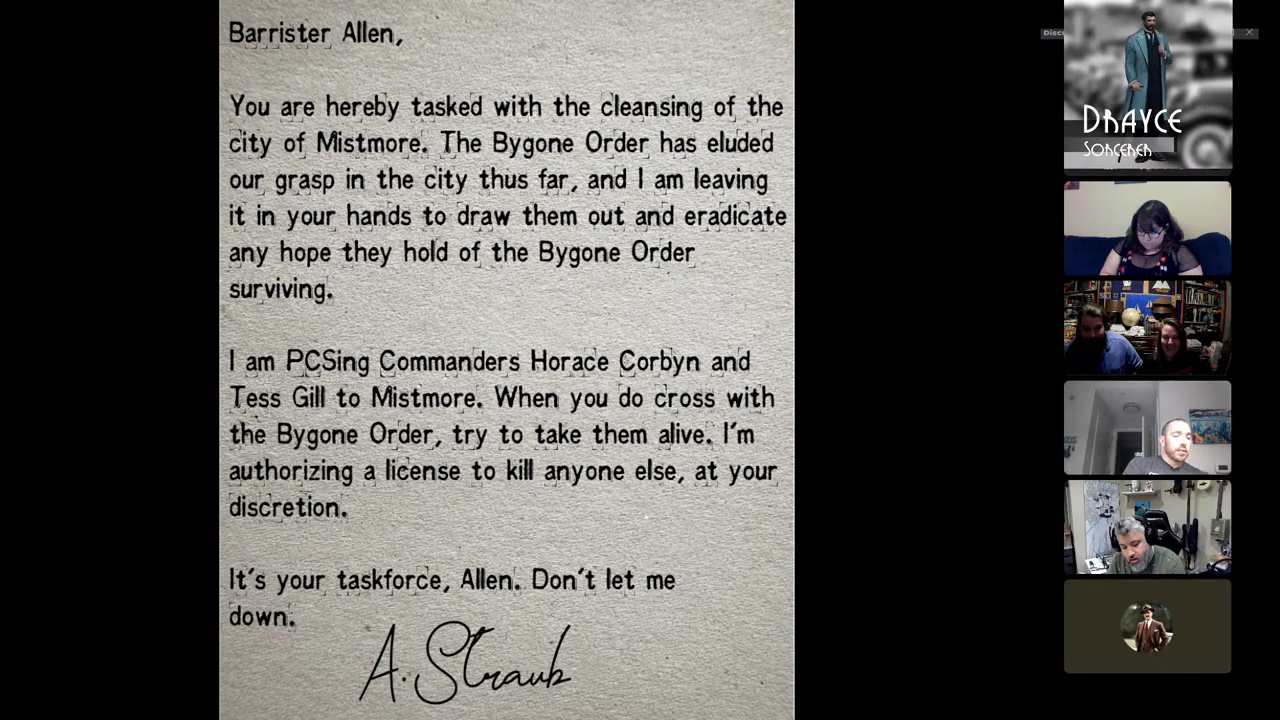 Barrister Allen,
You are hereby tasked with the cleansing of the
city of Mistmore. The Bygone Order has eluded
our grasp in the city thus far, and I am leaving
it in your hands to draw them out and eradicate
any hope they hold of the Bygone Order
surviving.
I am PCSing Commanders Horace Corbyn and
Tess Gill to Mistmore. When you do cross with
the Bygone Order, try to take them alive. I'm
authorizing a license to kill anyone else, at your
discretion.
It's your taskforce, Allen. Don't let me
down.
A. Straub
Disc
DRAYCE
SORCERER